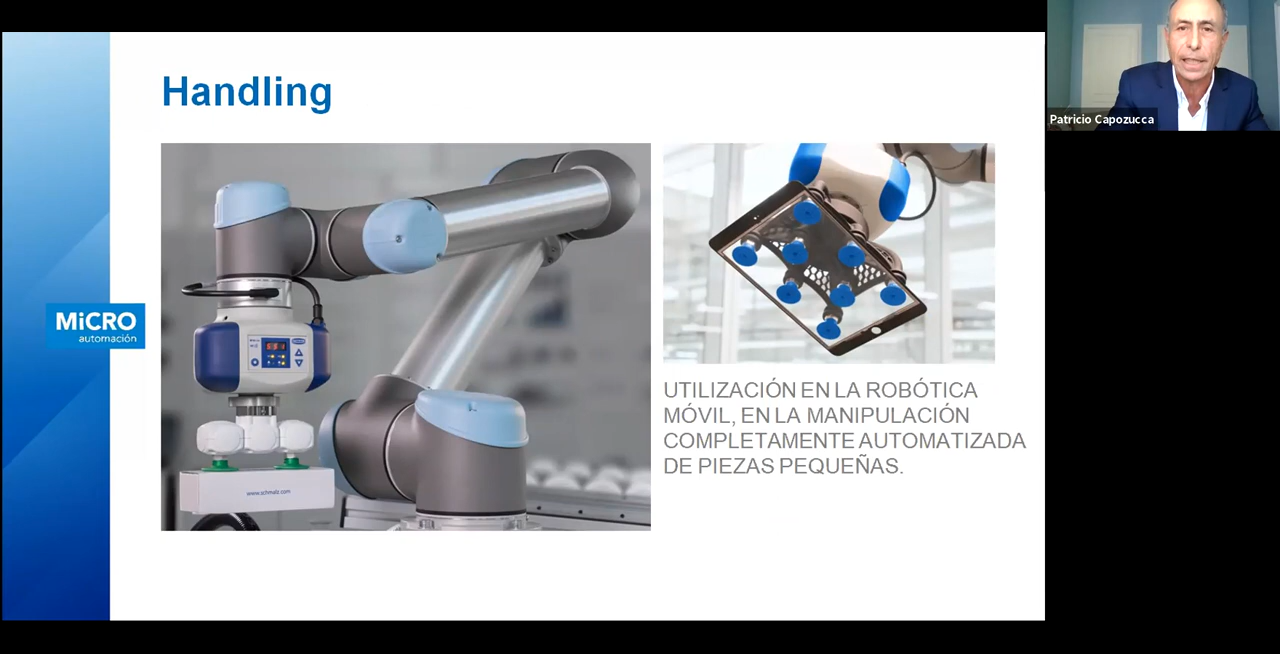 Handling
Patricio Capozucca
MiCRO
automación
www.schmalz.com
UTILIZACIÓN EN LA ROBÓTICA
MÓVIL, EN LA MANIPULACIÓN
COMPLETAMENTE AUTOMATIZADA
DE PIEZAS PEQUEÑAS.